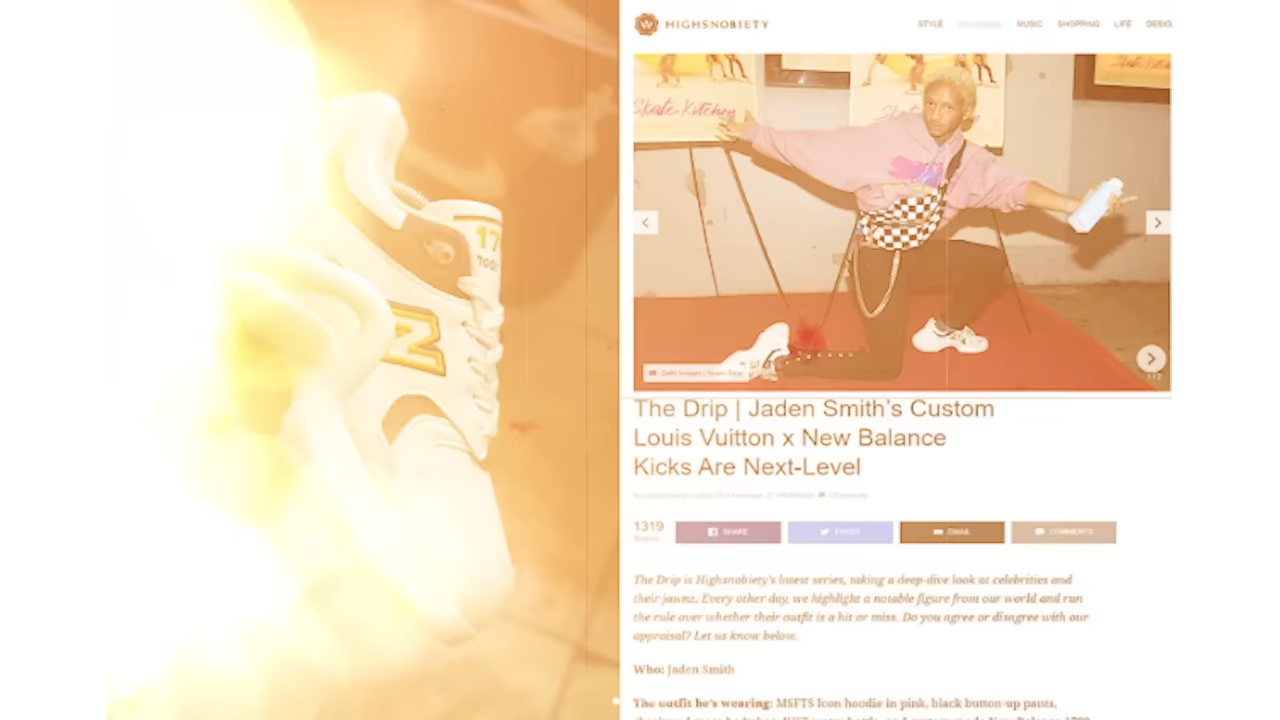 17
N
HIGHSNOBIETY
STYLE MUSIC SHOPPING LIFE DESIG
Skate Kitchen
The Drip | Jaden Smith's Custom
Louis Vuitton x New Balance
Kicks Are Next-Level
1319
SHARE TWEET EMAIL COMMENTS
The Drip is Highsnobiety's latest series, taking a deep-dive look at celebrities and
their jawnz. Every other day, we highlight a notable figure from our world and run
the rule over whether their outfit is a hit or miss. Do you agree or disagree with our
appraisal? Let us know below.
Who: Jaden Smith
The outfit he's wearing: MSFTS Icon hoodie in pink, black button-up pants,